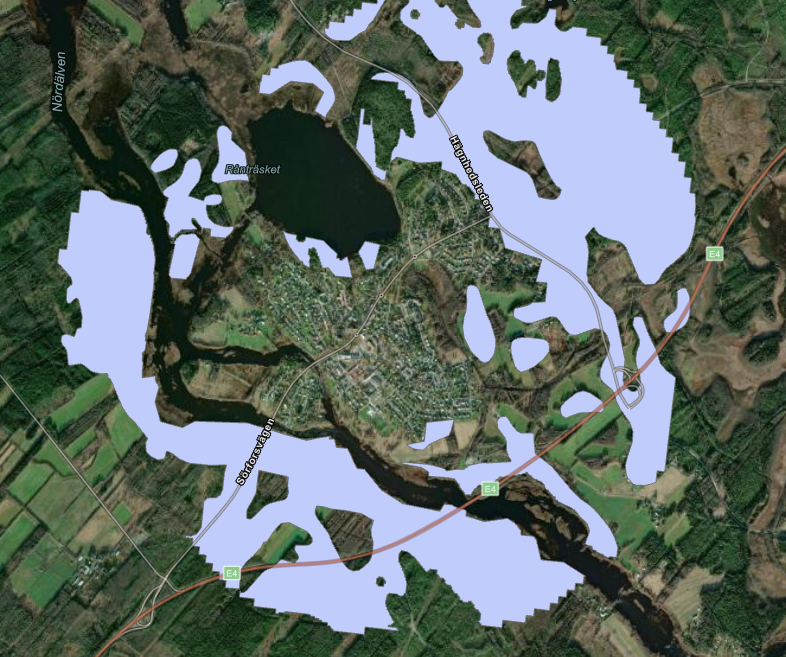 Nördälven
Rånträsket
Hägnhedsleden
E4
Sörforsvägen
E4
E4